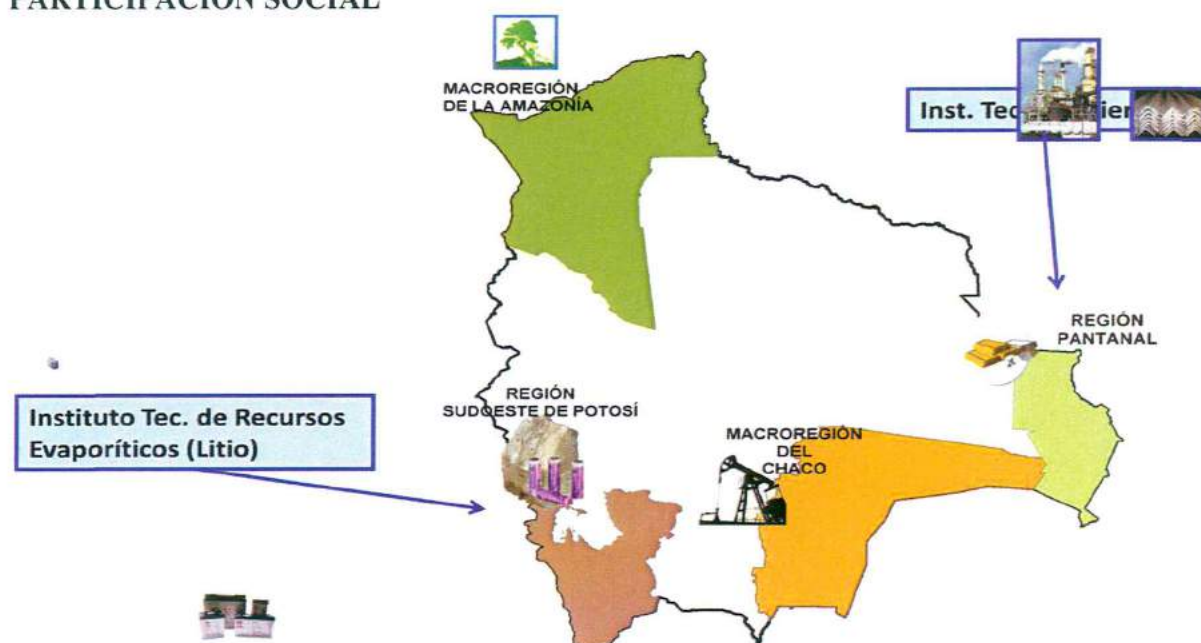 PARTICIPACIÓN SOCIAL
MACROREGIÓN
DE LA AMAZONÍA
Inst. Tec
REGIÓN
PANTANAL
Instituto Tec. de Recursos
Evaporíticos (Litio)
REGIÓN
SUDOESTE DE POTOSÍ
MACROREGIÓN
DEL
CHACO